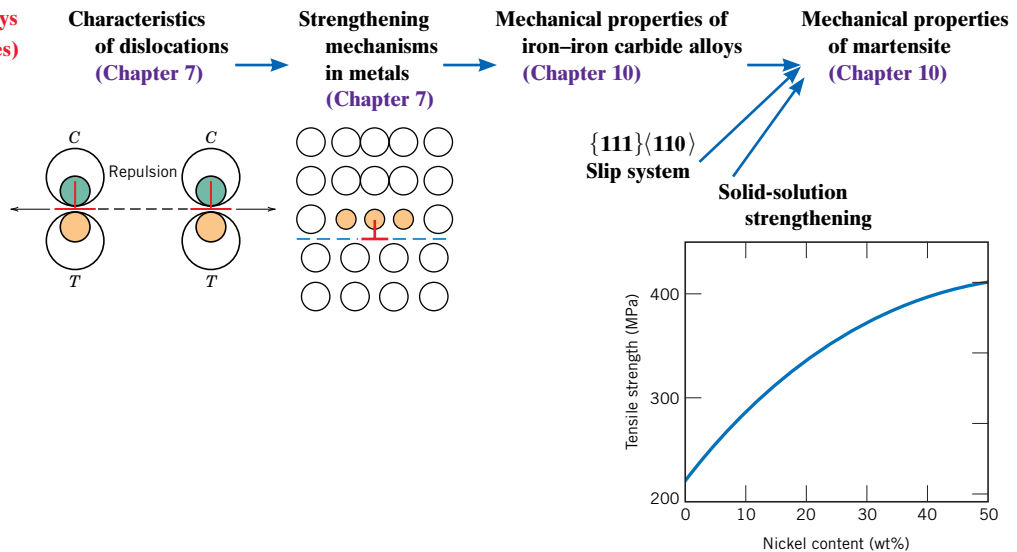 ys
es)
Characteristics
of dislocations
(Chapter 7)
Strengthening
mechanisms
in metals
(Chapter 7)
Mechanical properties of
iron–iron carbide alloys
(Chapter 10)
Mechanical properties
of martensite
(Chapter 10)
{111}⟨110⟩
Slip system
Solid-solution
strengthening
C
C
Repulsion
T
T
Tensile strength (MPa)
400
300
200
0 10 20 30 40 50
Nickel content (wt%)